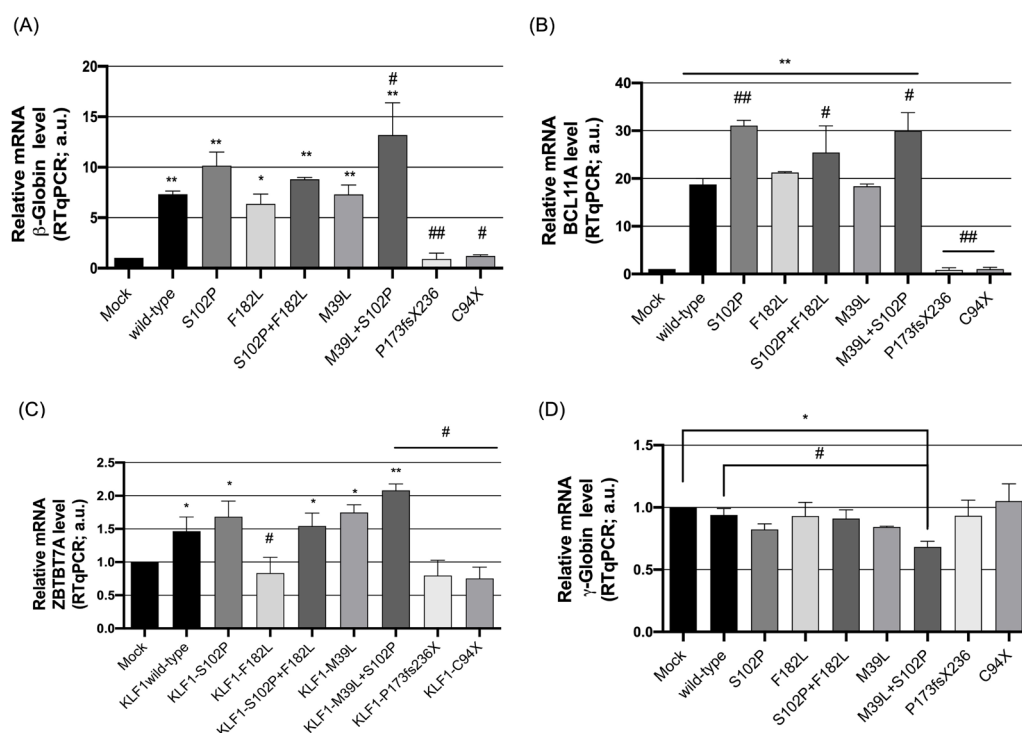 (A)
Relative mRNA
β-Globin level
(RTqPCR; a.u.)
20
15
10
5
0
**
**
*
**
**
#
**
##
#
Mock
wild-type
S102P
F182L
S102P+F182L
M39L
M39L+S102P
P173fsX236
C94X
(B)
Relative mRNA
BCL11A level
(RTqPCR; a.u.)
40
30
20
10
0
**
##
#
#
##
Mock
wild-type
S102P
F182L
S102P+F182L
M39L
M39L+S102P
P173fsX236
C94X
(C)
Relative mRNA
ZBTBT7A level
(RTqPCR; a.u.)
2.5
2.0
1.5
1.0
0.5
0.0
*
*
#
*
*
**
#
Mock
KLF1wild-type
KLF1-S102P
KLF1-F182L
KLF1-S102P+F182L
KLF1-M39L
KLF1-M39L+S102P
KLF1-P173fs236X
KLF1-C94X
(D)
Relative mRNA
γ-Globin level
(RTqPCR; a.u.)
1.5
1.0
0.5
0.0
*
#
Mock
wild-type
S102P
F182L
S102P+F182L
M39L
M39L+S102P
P173fsX236
C94X